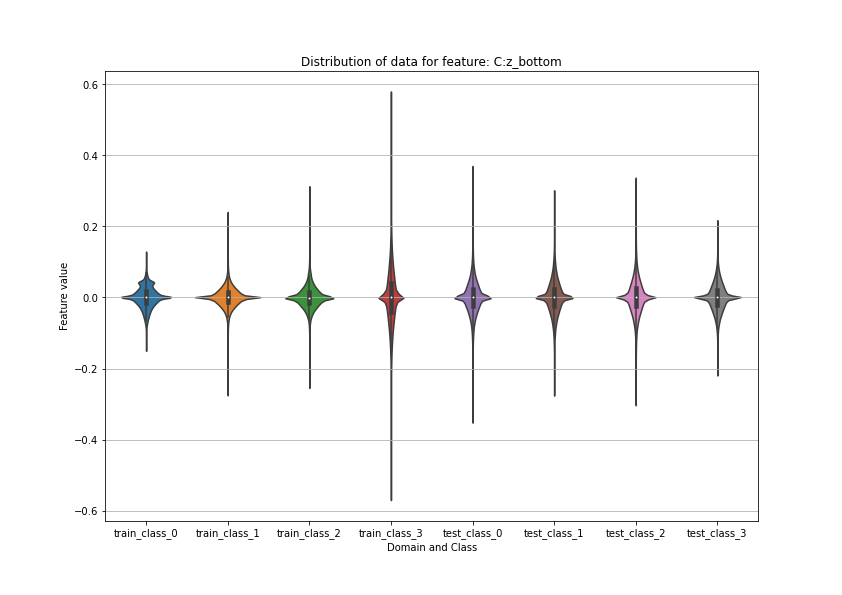 Distribution of data for feature: C:z_bottom
Feature value
0.6
0.4
0.2
0.0
−0.2
−0.4
−0.6
train_class_0 train_class_1 train_class_2 train_class_3 test_class_0 test_class_1 test_class_2 test_class_3
Domain and Class